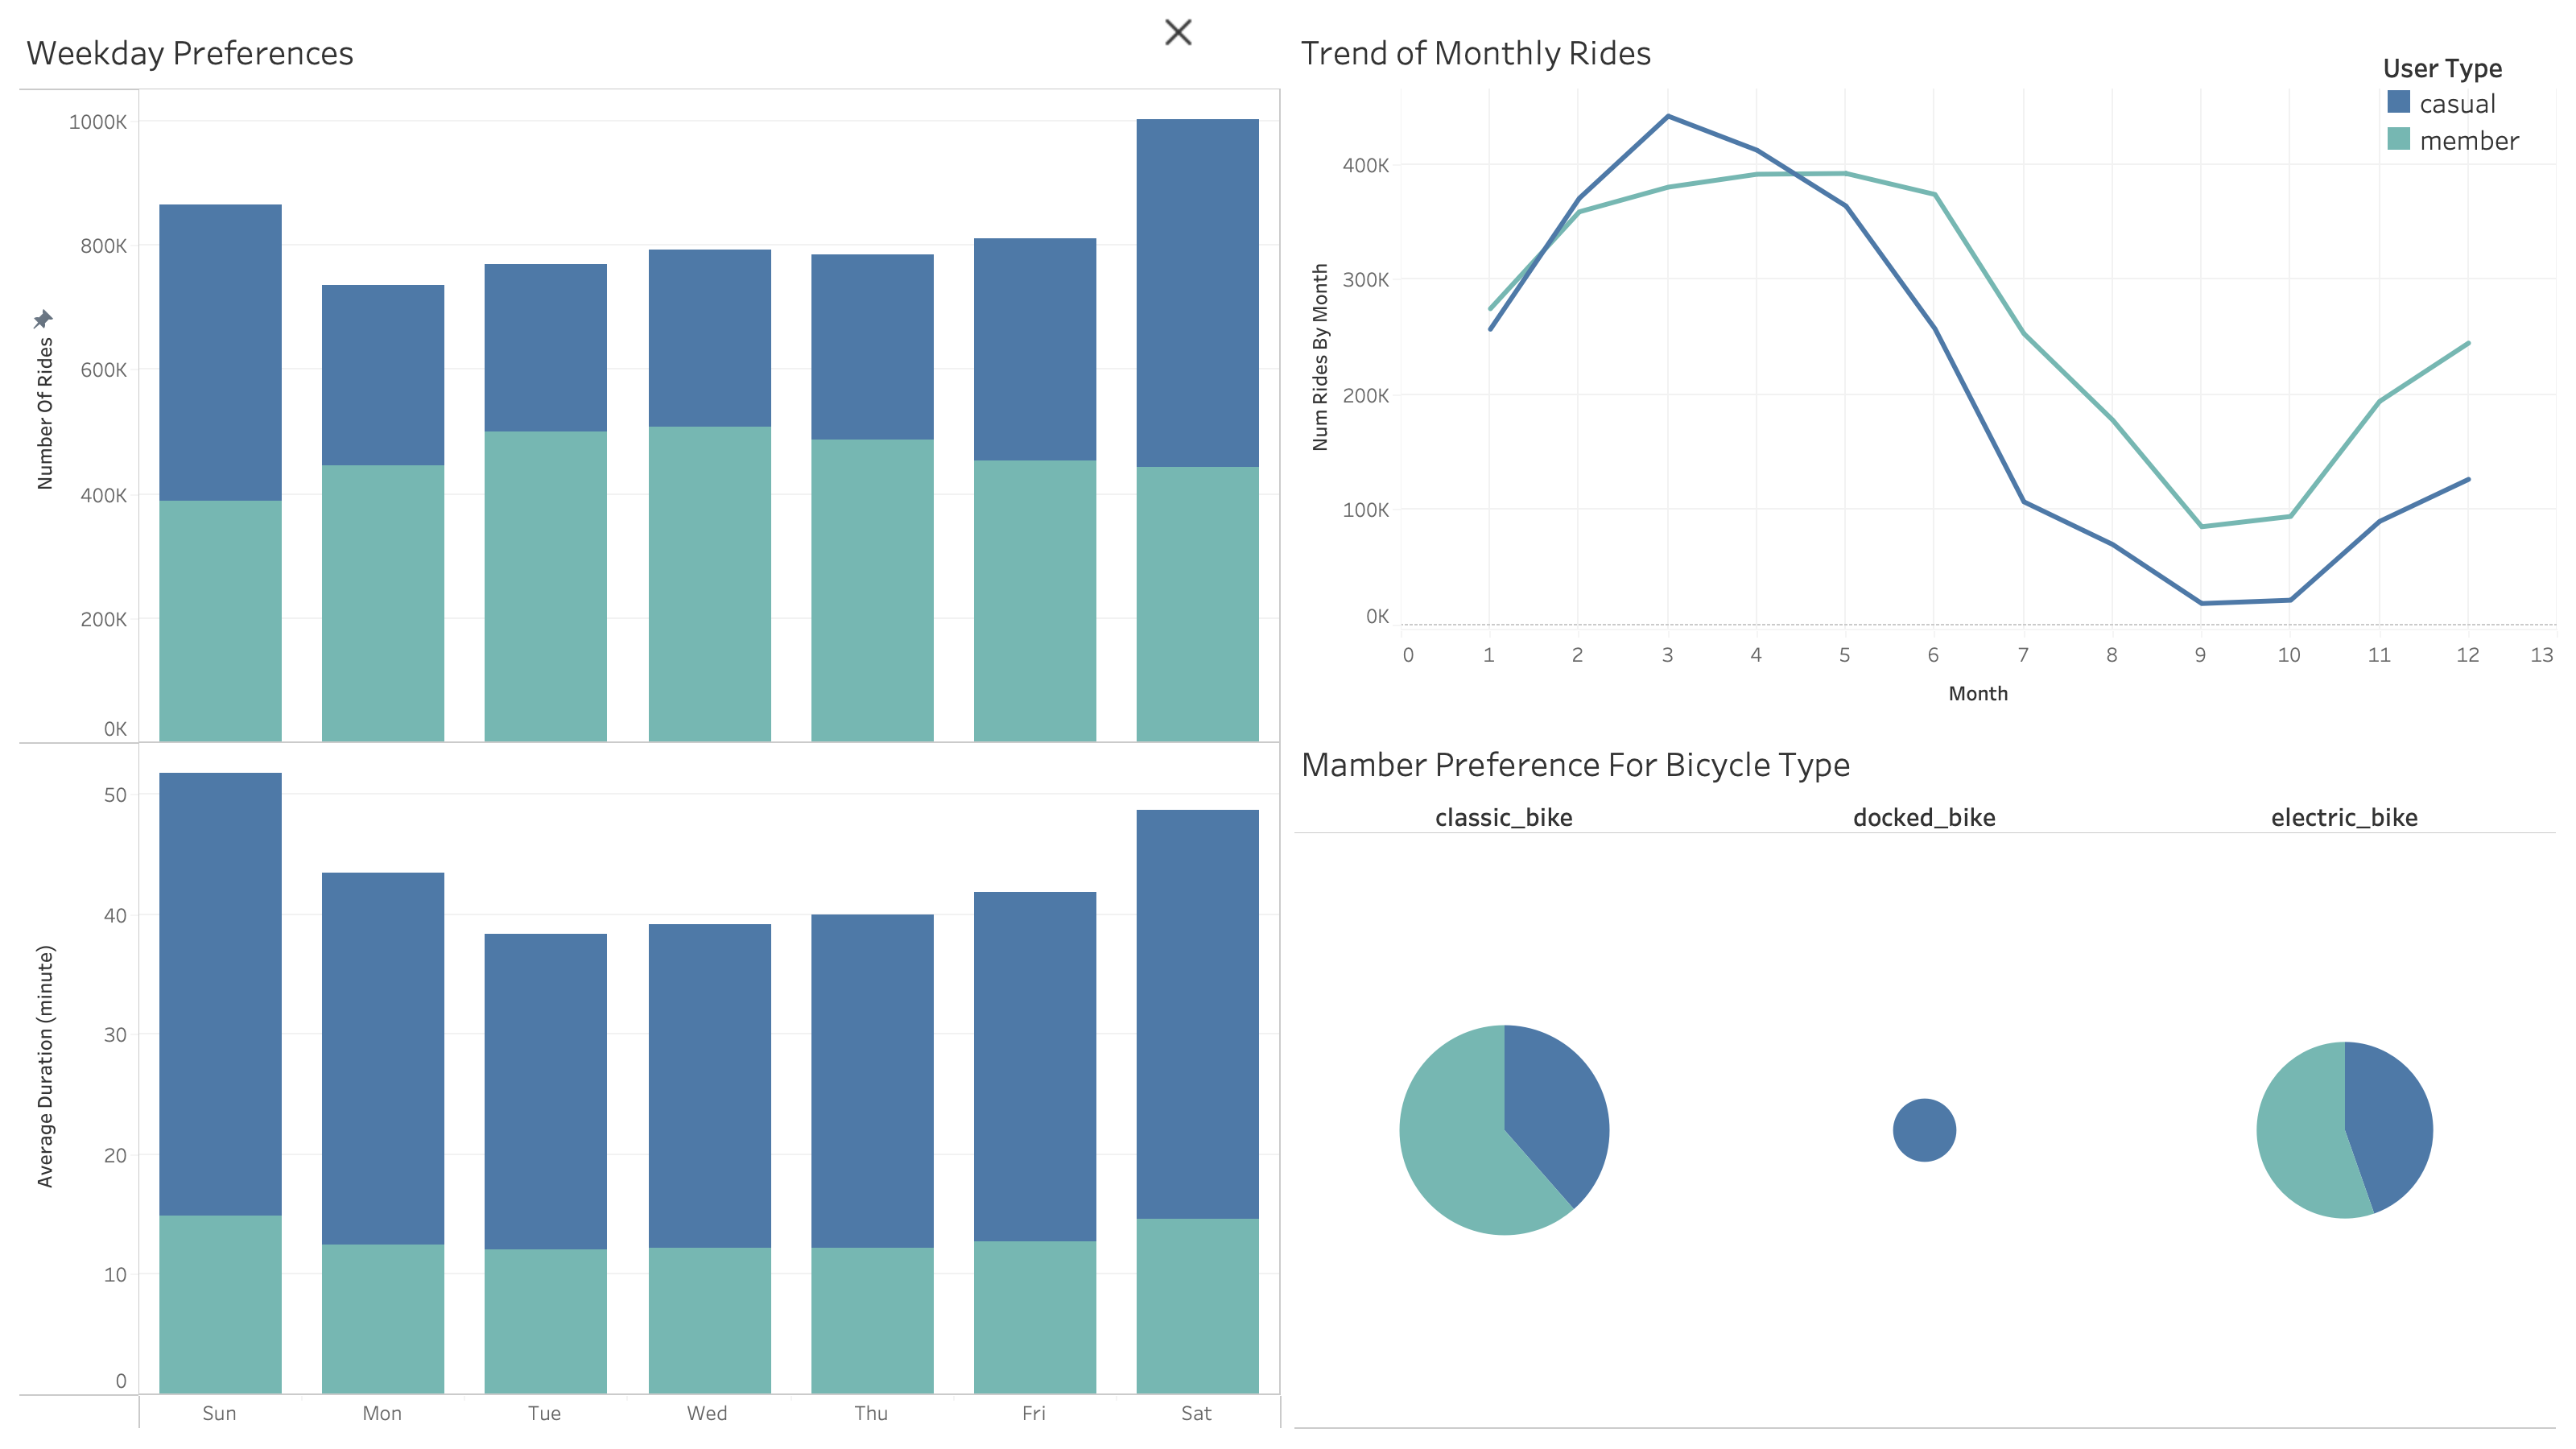 Weekday Preferences
Number Of Rides
1000K
800K
600K
400K
200K
0K
Average Duration (minute)
50
40
30
20
10
0
Sun Mon Tue Wed Thu Fri Sat
Trend of Monthly Rides
User Type
casual
member
Num Rides By Month
400K
300K
200K
100K
0K
0 1 2 3 4 5 6 7 8 9 10 11 12 13
Month
Mamber Preference For Bicycle Type
classic_bike docked_bike electric_bike